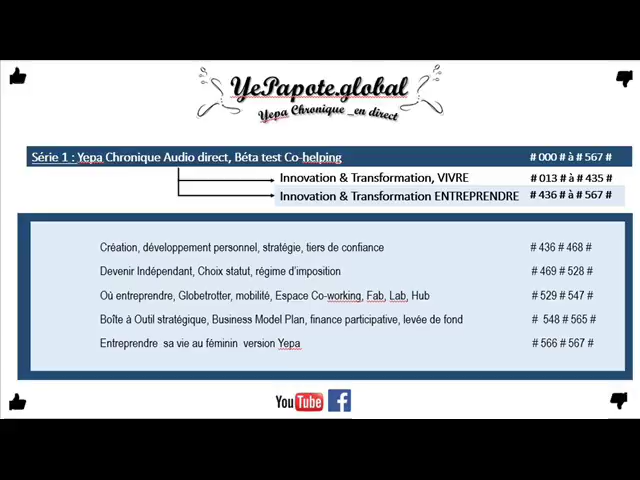 YePapote.global
Yepa Chronique _en direct
Série 1 : Yepa Chronique Audio direct, Béta test Co-helping # 000 # à # 567 #
Innovation & Transformation, VIVRE # 013 # à # 435 #
Innovation & Transformation ENTREPRENDRE # 436 # à # 567 #
Création, développement personnel, stratégie, tiers de confiance # 436 # 468 #
Devenir Indépendant, Choix statut, régime d'imposition # 469 # 528 #
Où entreprendre, Globetrotter, mobilité, Espace Co-working, Fab, Lab, Hub # 529 # 547 #
Boîte à Outil stratégique, Business Model Plan, finance participative, levée de fond # 548 # 565 #
Entreprendre sa vie au féminin version Yepa # 566 # 567 #
YouTube f